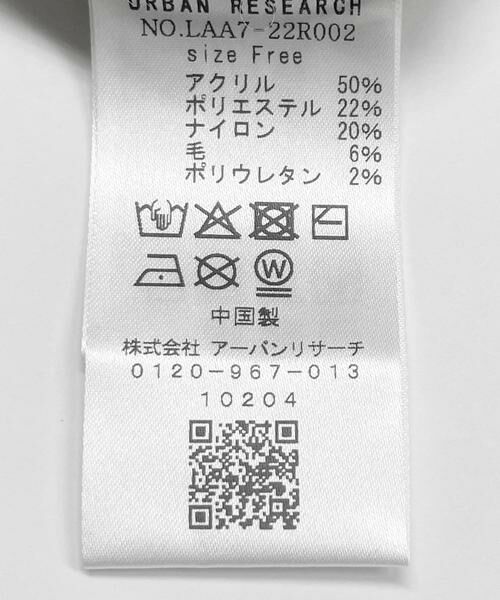 URBAN RESEARCH
NO.LAA7-22R002
size Free
アクリル 50%
ポリエステル 22%
ナイロン 20%
毛 6%
ポリウレタン 2%
W
中国製
株式会社 アーバンリサーチ
0120-967-013
10204